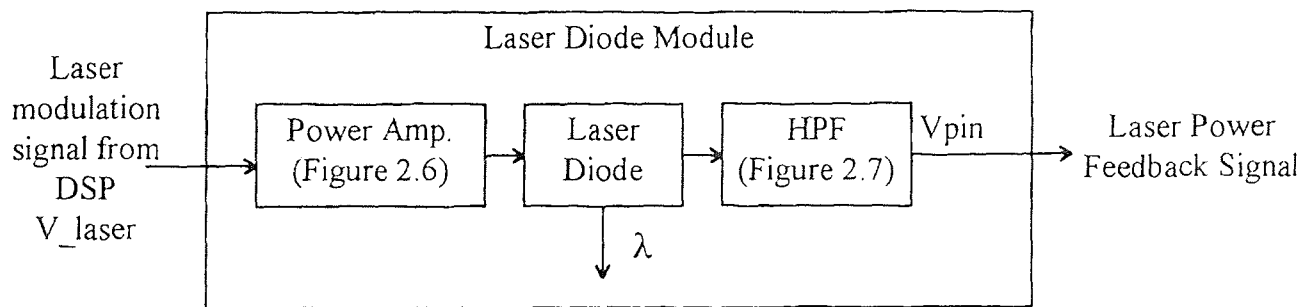 Laser Diode Module
Laser
modulation
signal from
DSP
V_laser
Power Amp.
(Figure 2.6)
Laser
Diode
HPF
(Figure 2.7)
Vpin
Laser Power
Feedback Signal
λ